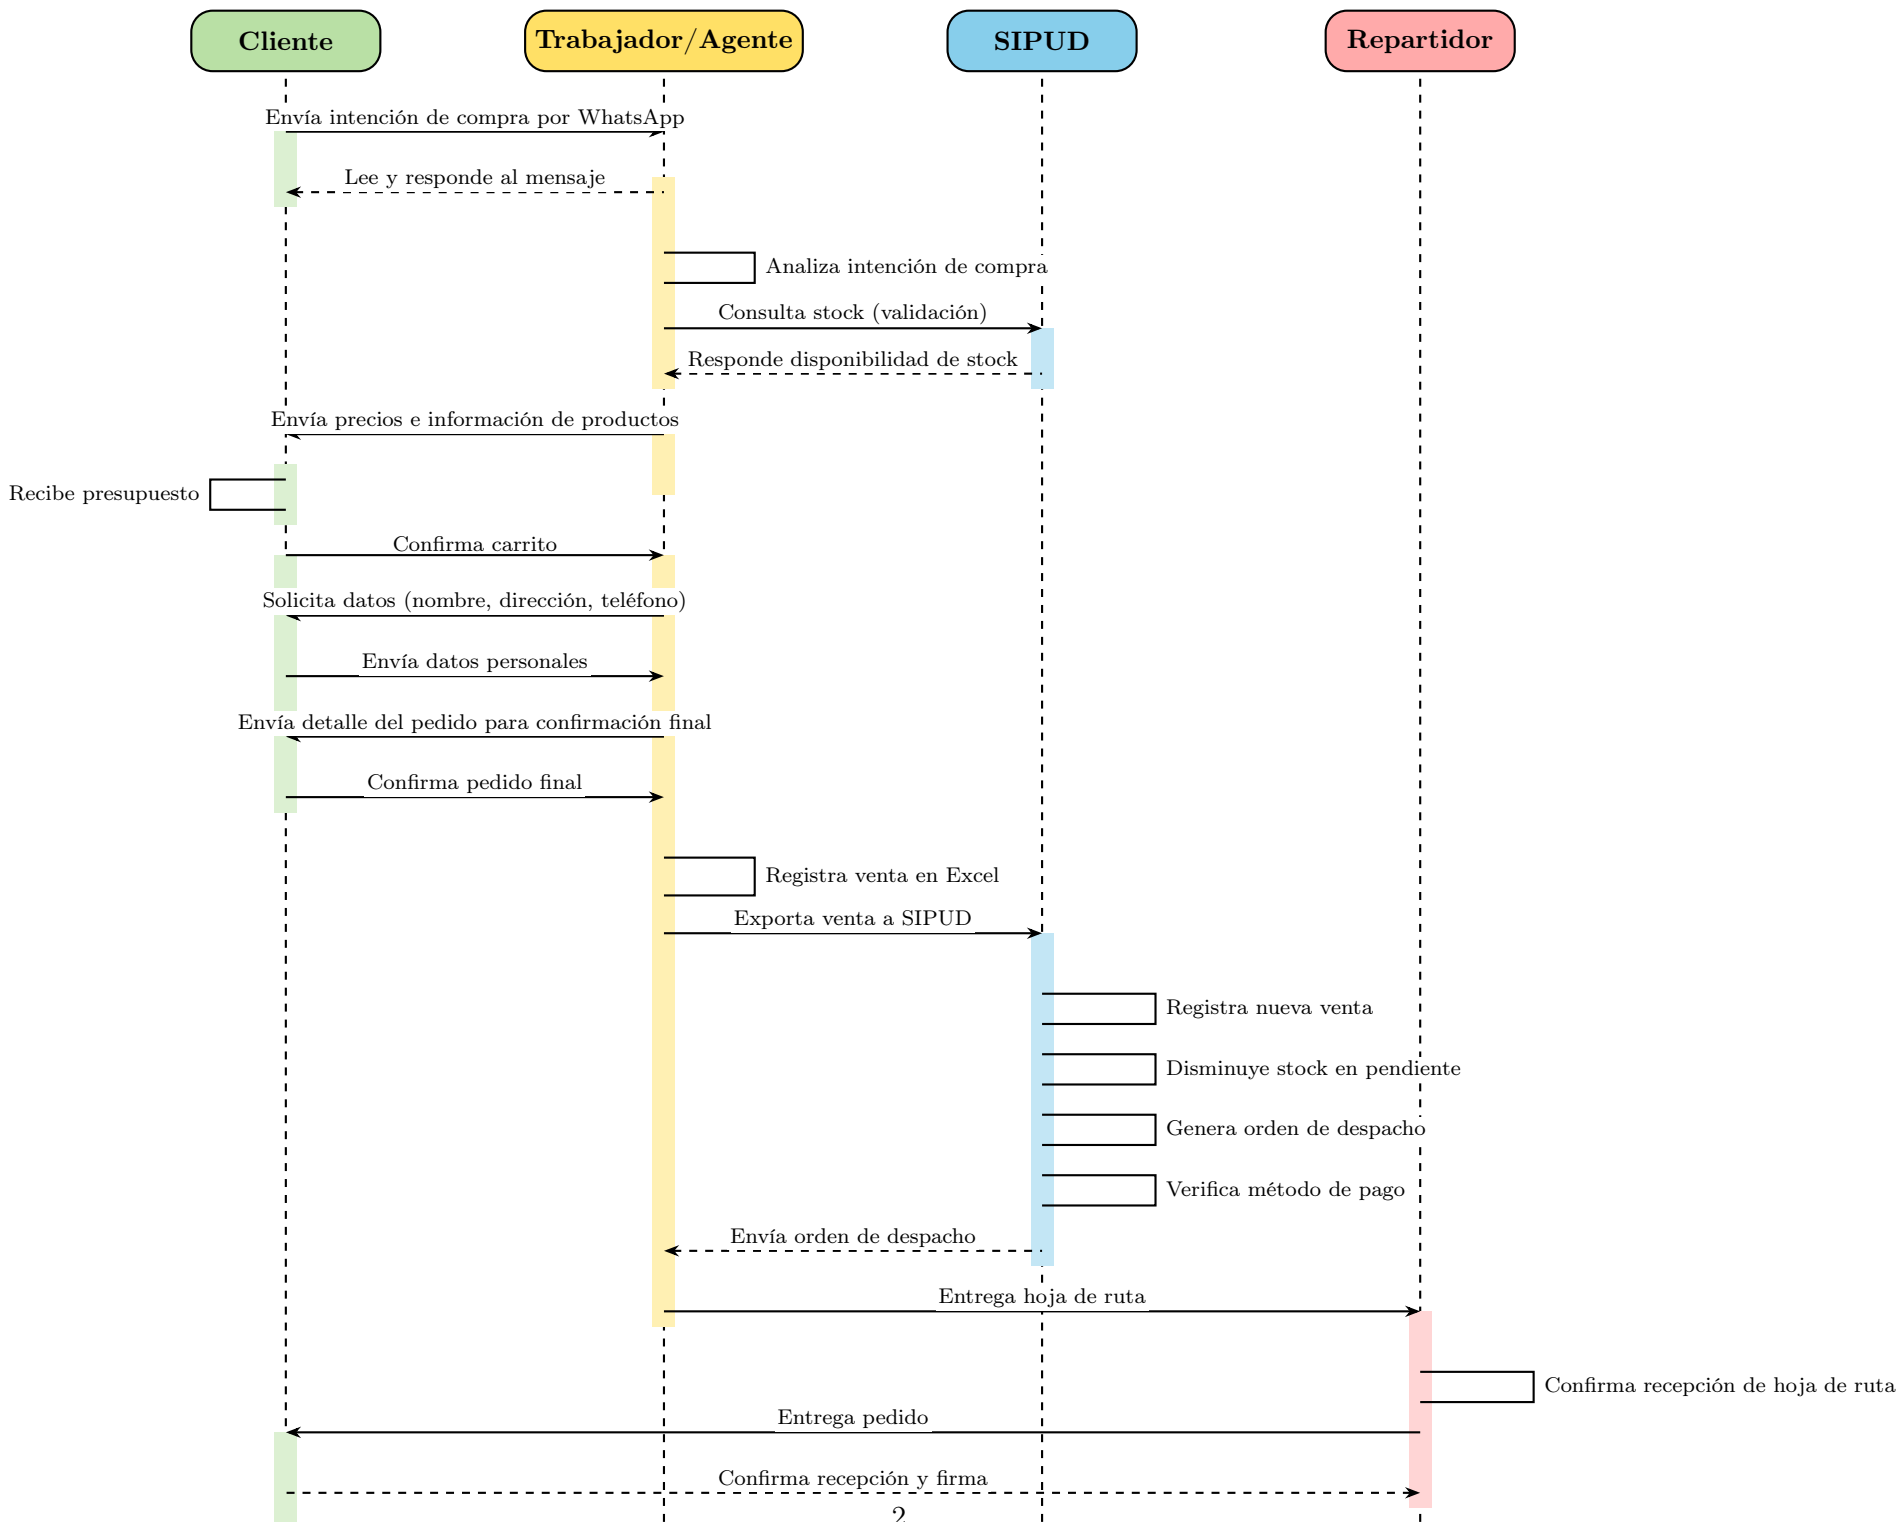 Cliente
Trabajador/Agente
SIPUD
Repartidor
Envía intención de compra por WhatsApp
Lee y responde al mensaje
Analiza intención de compra
Consulta stock (validación)
Responde disponibilidad de stock
Envía precios e información de productos
Recibe presupuesto
Confirma carrito
Solicita datos (nombre, dirección, teléfono)
Envía datos personales
Envía detalle del pedido para confirmación final
Confirma pedido final
Registra venta en Excel
Exporta venta a SIPUD
Registra nueva venta
Disminuye stock en pendiente
Genera orden de despacho
Verifica método de pago
Envía orden de despacho
Entrega hoja de ruta
Confirma recepción de hoja de ruta
Entrega pedido
Confirma recepción y firma
2